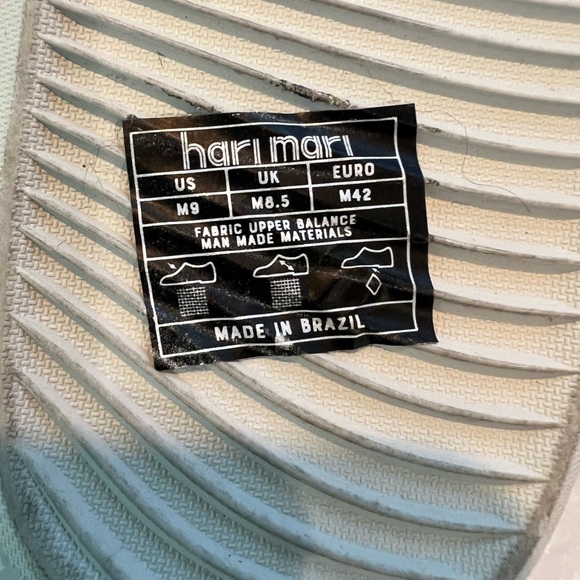 hari mari
US UK EURO
M9 M8.5 M42
FABRIC UPPER BALANCE
MAN MADE MATERIALS
MADE IN BRAZIL